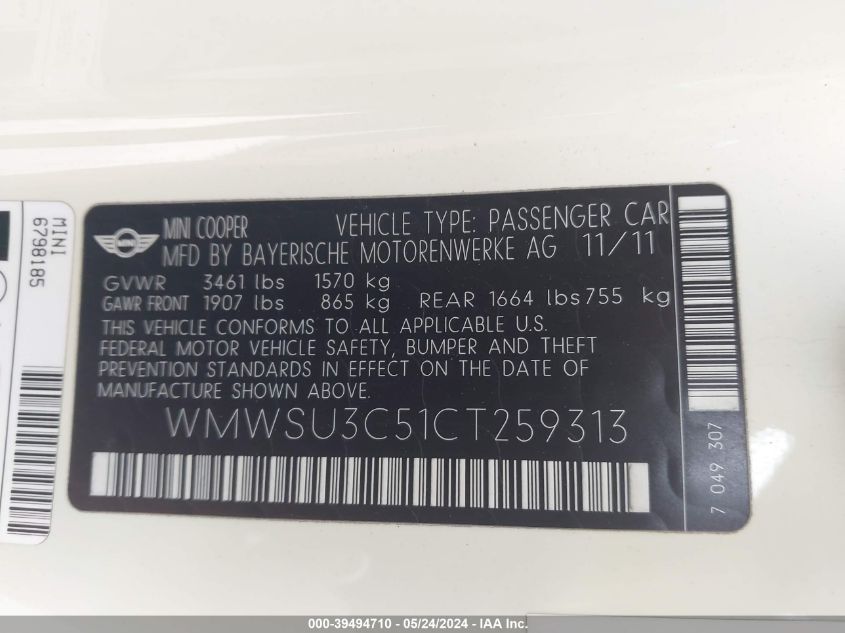 MINI
MINI COOPER VEHICLE TYPE: PASSENGER CAR
MFD BY BAYERISCHE MOTORENWERKE AG 11/11
GVWR 3461 lbs 1570 kg
GAWR FRONT 1907 lbs 865 kg REAR 1664 lbs 755 kg
THIS VEHICLE CONFORMS TO ALL APPLICABLE U.S.
FEDERAL MOTOR VEHICLE SAFETY, BUMPER AND THEFT
PREVENTION STANDARDS IN EFFECT ON THE DATE OF
MANUFACTURE SHOWN ABOVE.
WMWSU3C51CT259313
7 049 307
MINI
6798185
000-39494710 - 05/24/2024 - IAA Inc.